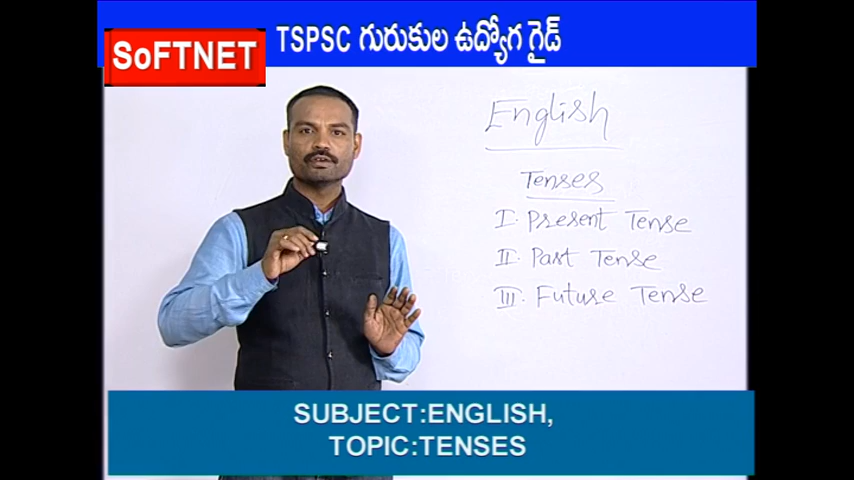 TSPSC గురుకుల ఉద్యోగ గైడ్
SoFTNET
English
Tenses
I. Present Tense
II. Past Tense
III. Future Tense
SUBJECT:ENGLISH,
TOPIC:TENSES